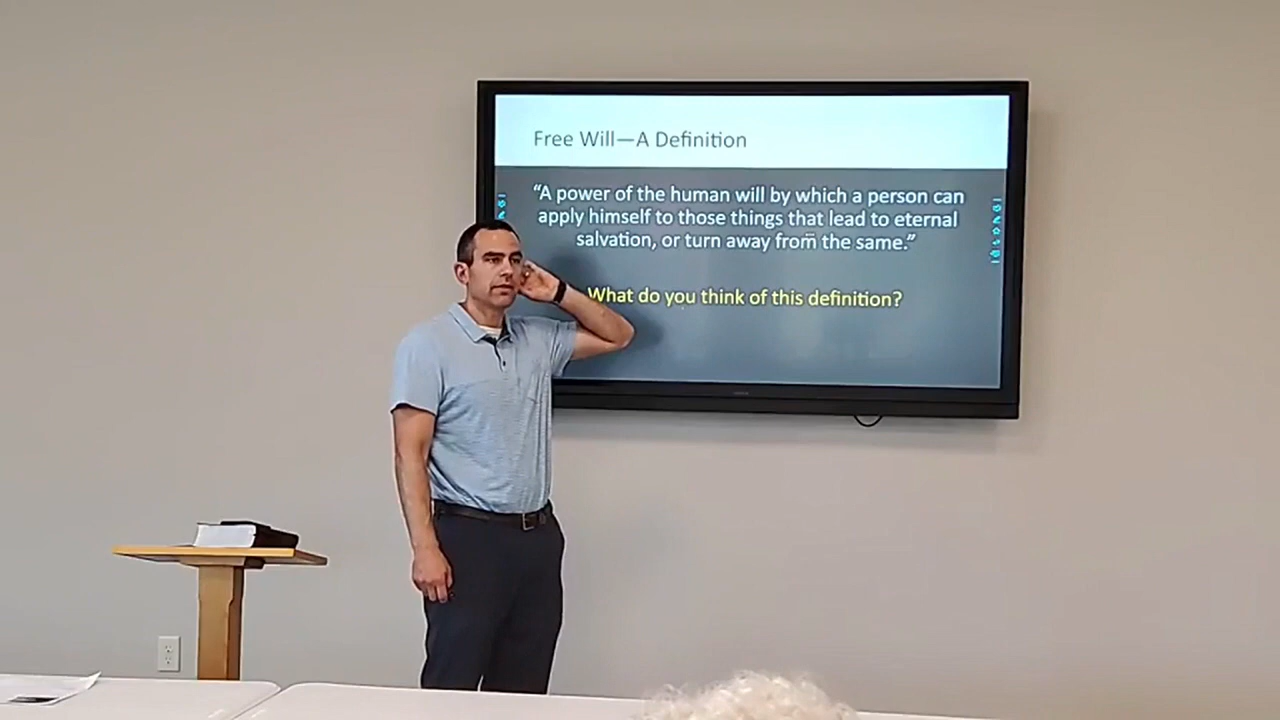 Free Will—A Definition
“A power of the human will by which a person can
apply himself to those things that lead to eternal
salvation, or turn away from the same.”
What do you think of this definition?